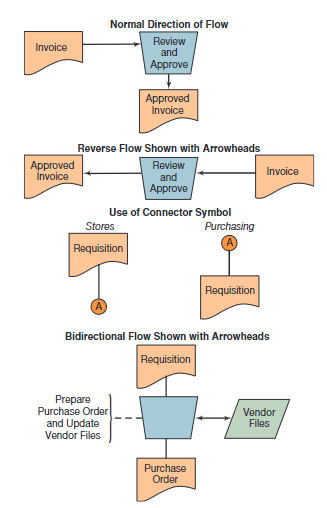 Normal Direction of Flow
Invoice
Review
and
Approve
Approved
Invoice
Reverse Flow Shown with Arrowheads
Approved
Invoice
Review
and
Approve
Invoice
Use of Connector Symbol
Stores
Purchasing
Requisition
A
A
Requisition
Bidirectional Flow Shown with Arrowheads
Requisition
Prepare
Purchase Order
and Update
Vendor Files
Vendor
Files
Purchase
Order